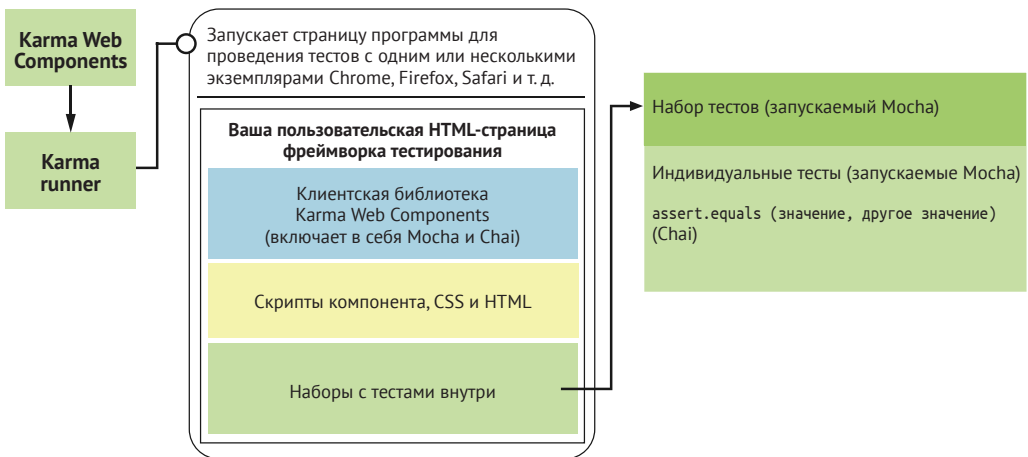 Karma Web
Components
Karma
runner
Запускает страницу программы для
проведения тестов с одним или несколькими
экземплярами Chrome, Firefox, Safari и т. д.
Ваша пользовательская HTML-страница
фреймворка тестирования
Клиентская библиотека
Karma Web Components
(включает в себя Mocha и Chai)
Скрипты компонента, CSS и HTML
Наборы с тестами внутри
Набор тестов (запускаемый Mocha)
Индивидуальные тесты (запускаемые Mocha)
assert.equals (значение, другое значение)
(Chai)